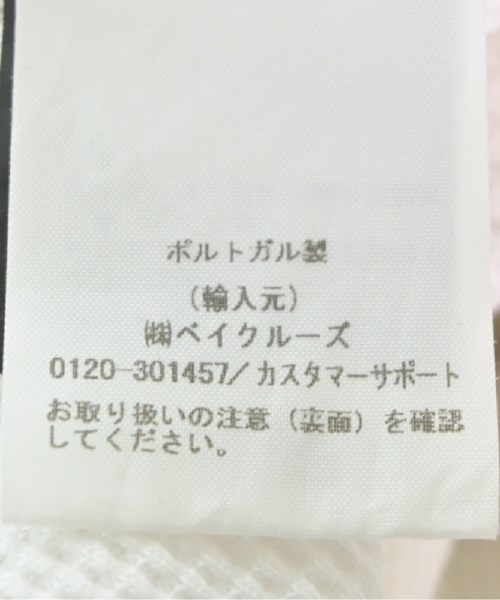 ポルトガル製
（輸入元）
㈱ベイクルーズ
0120-301457/カスタマーサポート
お取り扱いの注意（裏面）を確認
してください。